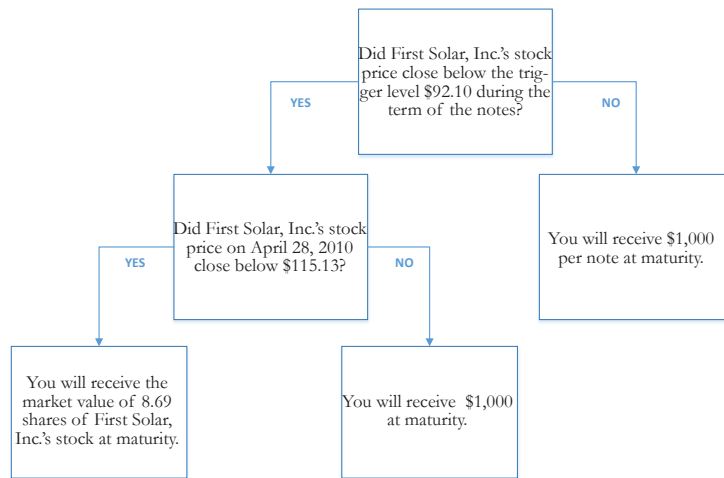 Did First Solar, Inc.'s stock
price close below the trig-
ger level $92.10 during the
term of the notes?
YES
NO
Did First Solar, Inc.'s stock
price on April 28, 2010
close below $115.13?
You will receive $1,000
per note at maturity.
YES
NO
You will receive the
market value of 8.69
shares of First Solar,
Inc.'s stock at maturity.
You will receive  $1,000
at maturity.